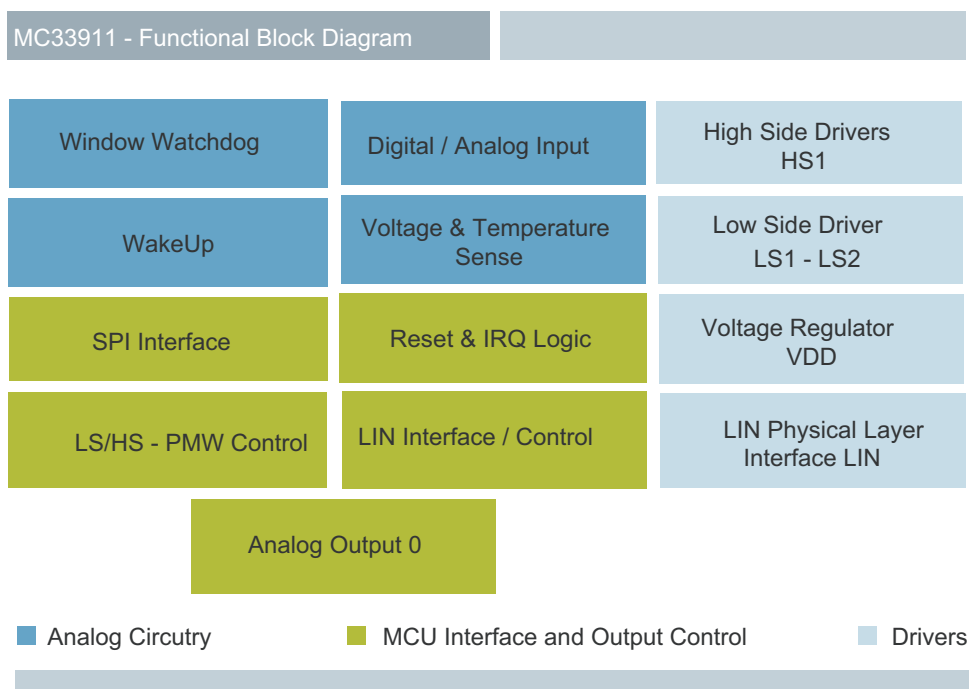 MC33911 - Functional Block Diagram
Window Watchdog
Digital / Analog Input
High Side Drivers
HS1
WakeUp
Voltage & Temperature
Sense
Low Side Driver
LS1 - LS2
SPI Interface
Reset & IRQ Logic
Voltage Regulator
VDD
LS/HS - PMW Control
LIN Interface / Control
LIN Physical Layer
Interface LIN
Analog Output 0
Analog Circutry
MCU Interface and Output Control
Drivers